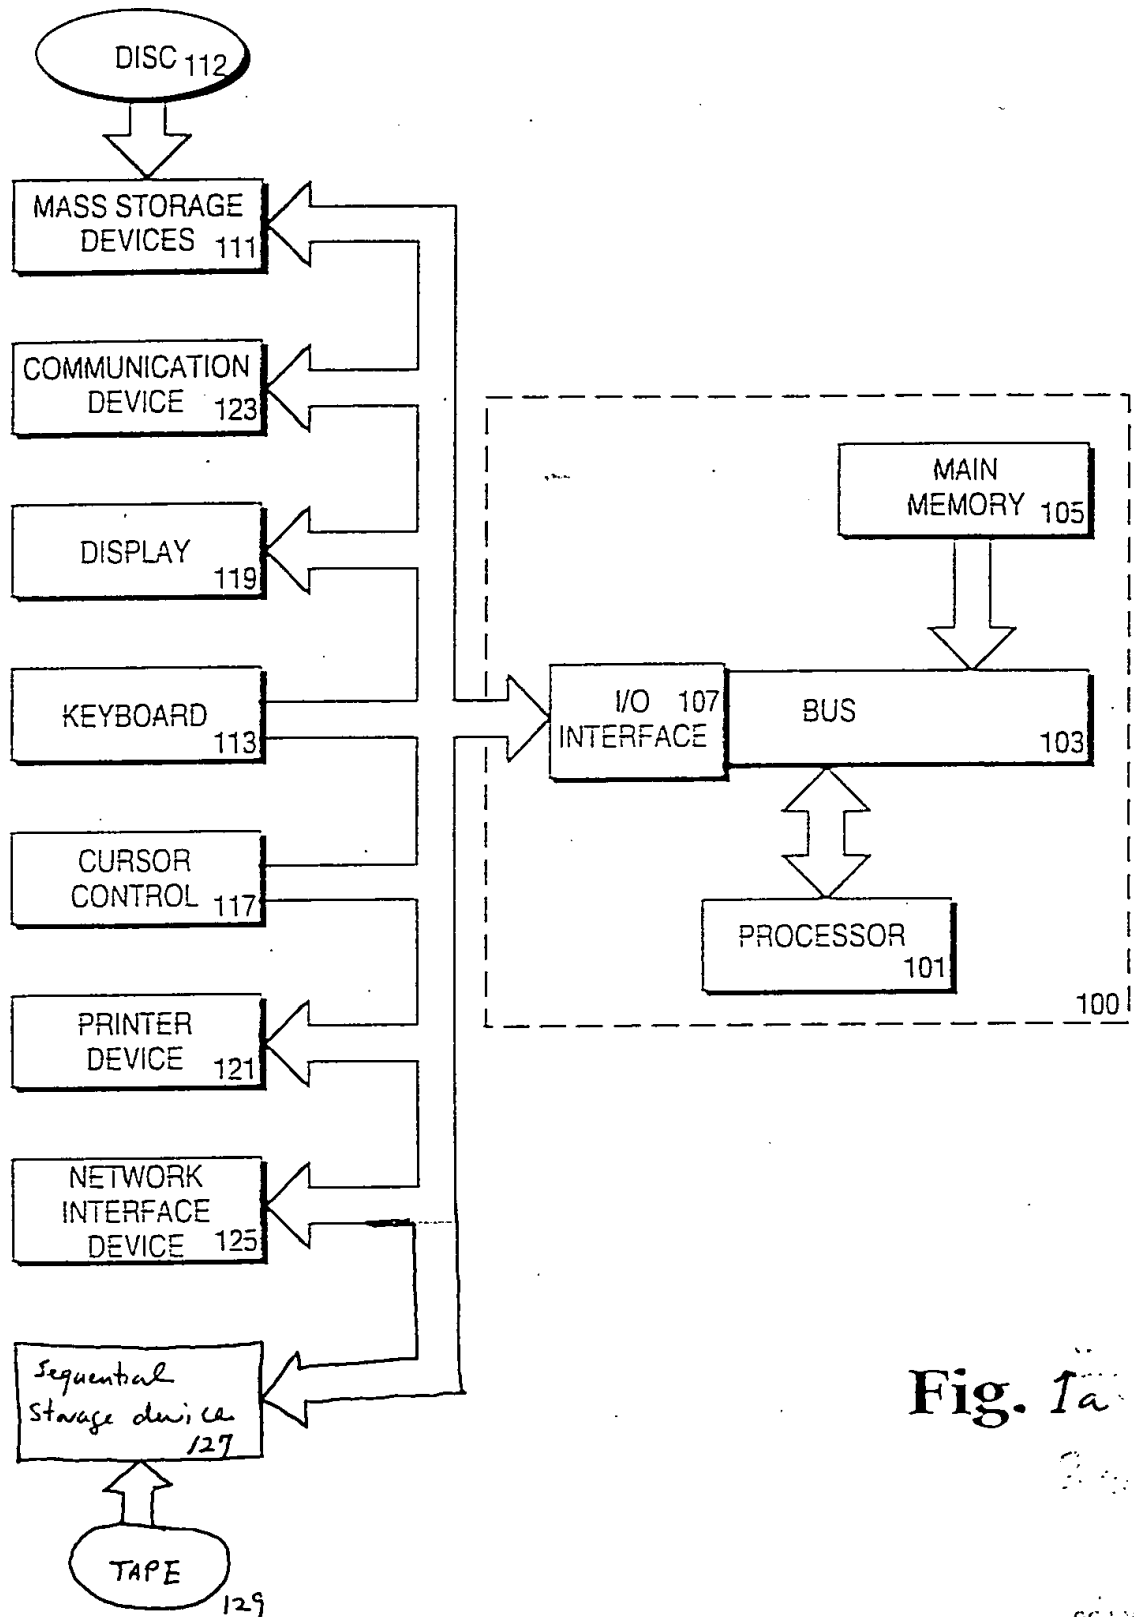 DISC 112
MASS STORAGE
DEVICES 111
COMMUNICATION
DEVICE 123
DISPLAY
119
KEYBOARD
113
CURSOR
CONTROL 117
PRINTER
DEVICE 121
NETWORK
INTERFACE
DEVICE 125
Sequential
Storage device
127
TAPE
129
MAIN
MEMORY 105
I/O 107
INTERFACE
BUS
103
PROCESSOR
101
100
Fig. 1a